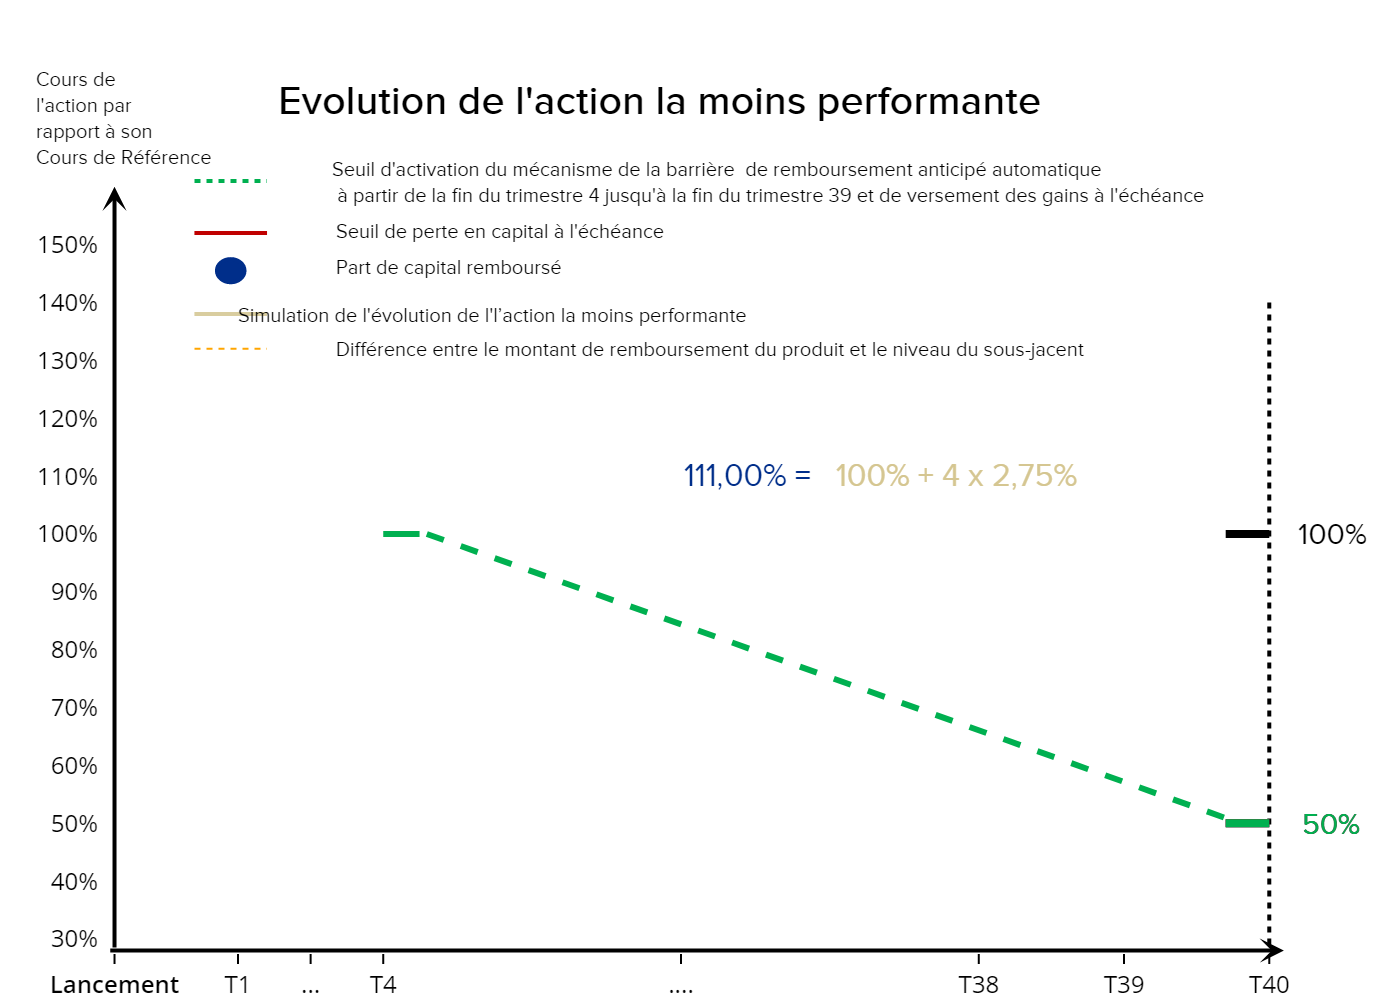 Cours de
l'action par
rapport à son
Cours de Référence
Evolution de l'action la moins performante
Seuil d'activation du mécanisme de la barrière  de remboursement anticipé automatique
à partir de la fin du trimestre 4 jusqu'à la fin du trimestre 39 et de versement des gains à l'échéance
Seuil de perte en capital à l'échéance
Part de capital remboursé
Simulation de l'évolution de l'l’action la moins performante
Différence entre le montant de remboursement du produit et le niveau du sous-jacent
150%
140%
130%
120%
110%
111,00% = 100% + 4 x 2,75%
100%
100%
90%
80%
70%
60%
50%
50%
40%
30%
Lancement T1 ... T4 .... T38 T39 T40